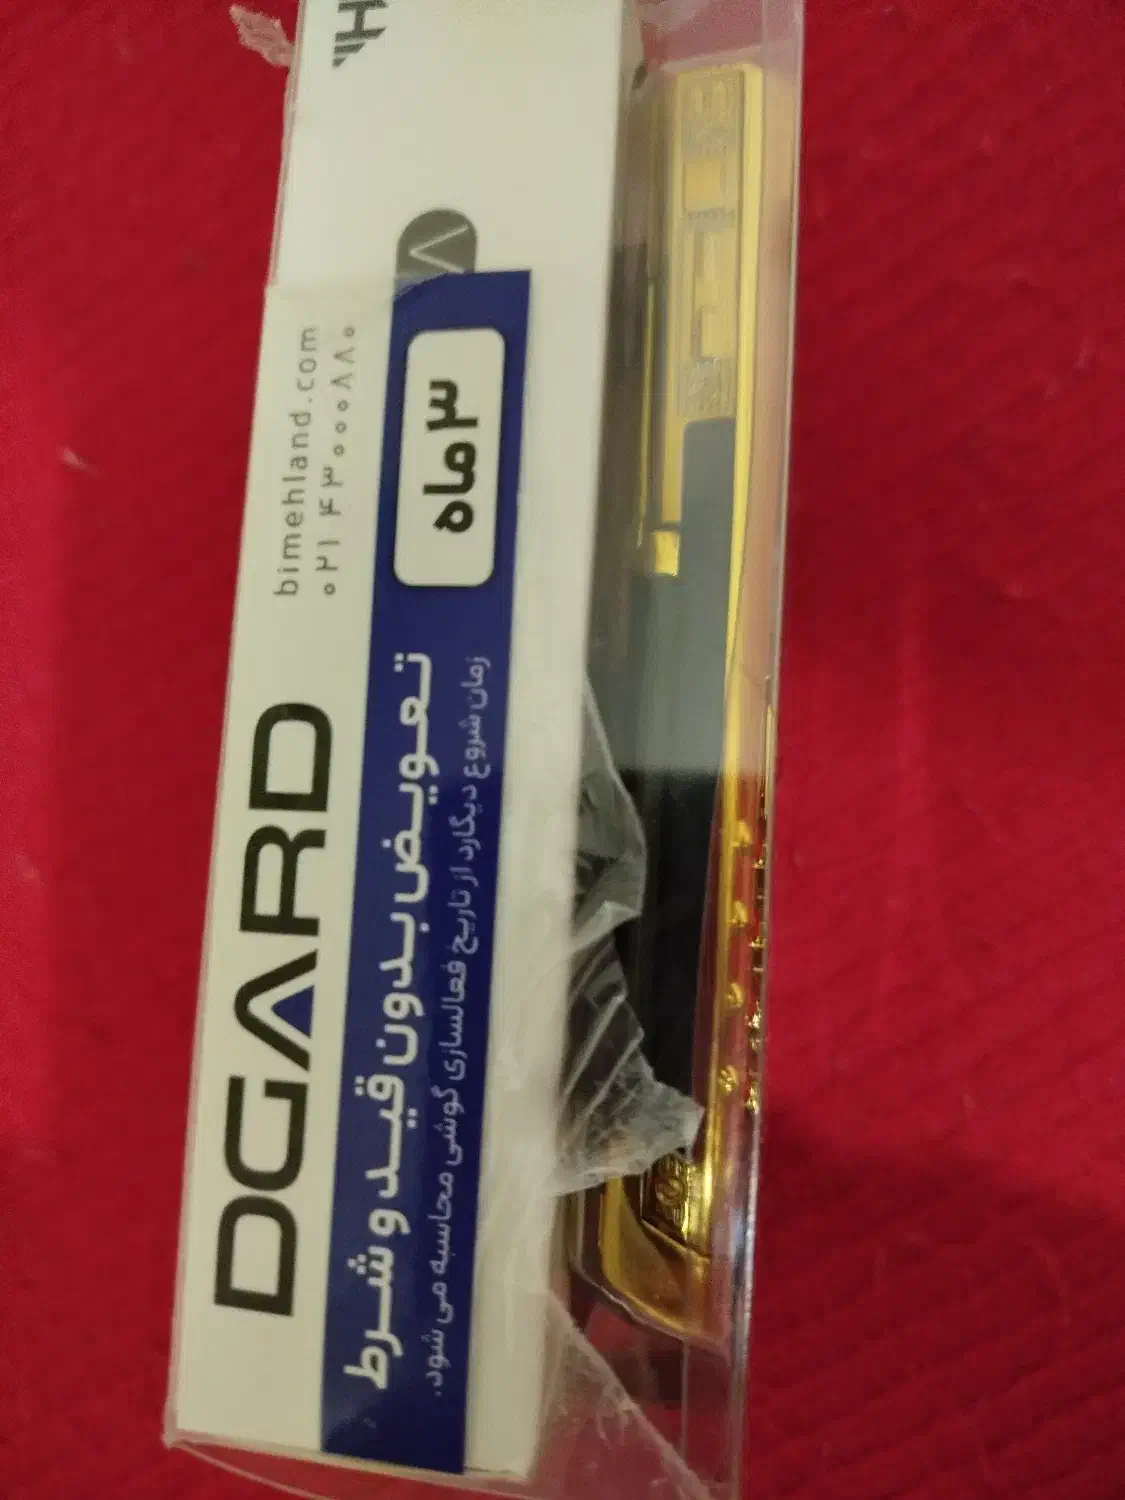 DGARD
bimehland.com
۰۲۱ ۴۳۰۰۰۸۸۰
تعویض بدون قید و شرط
زمان شروع دیگارد از تاریخ فعالسازی گوشی محاسبه می شود.
۳ ماه
H